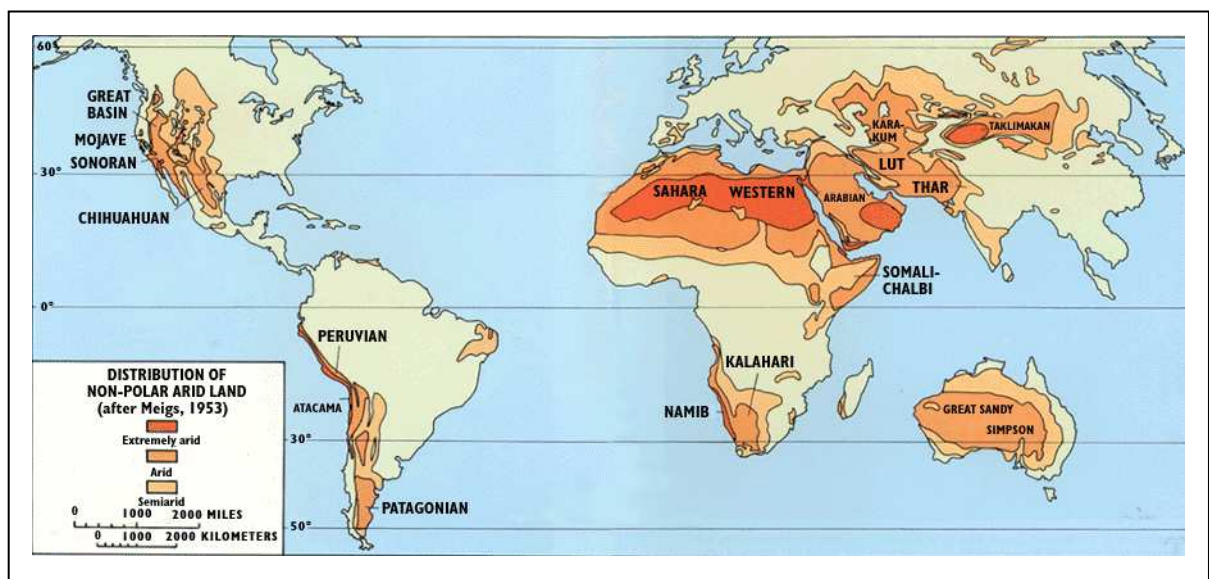 60°
GREAT
BASIN
MOJAVE
SONORAN
30°
CHIHUAHUAN
0°
PERUVIAN
ATACAMA
30°
PATAGONIAN
50°
KARA-
KUM
TAKLIMAKAN
LUT
THAR
SAHARA
WESTERN
ARABIAN
SOMALI-
CHALBI
KALAHARI
NAMIB
GREAT SANDY
SIMPSON
DISTRIBUTION OF
NON-POLAR ARID LAND
(after Meigs, 1953)
Extremely arid
Arid
Semiarid
0 1000 2000 MILES
0 1000 2000 KILOMETERS